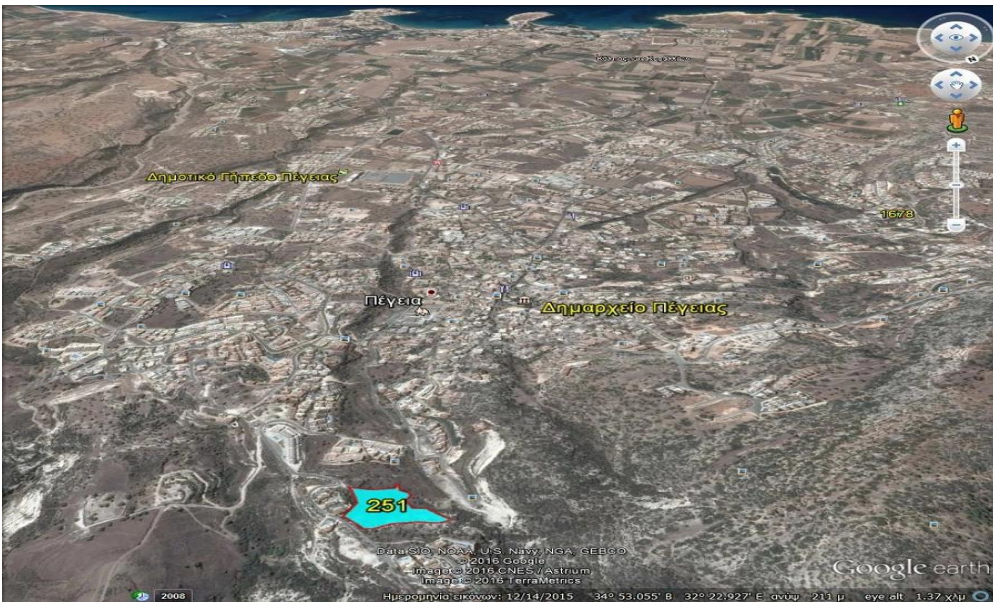 N
Δημοτικό Γήπεδο Πέγειας
1678
Πέγεια
Δημαρχείο Πέγειας
251
Data SIO, NOAA, U.S. Navy, NGA, GEBCO
© 2016 Google
Image © 2016 CNES / Astrium
Image © 2016 TerraMetrics
Google earth
2008
Ημερομηνία εικόνων: 12/14/2015 34° 53.055' Β 32° 22.927' Ε ανύψ. 211 μ eye alt 1.37 χλμ